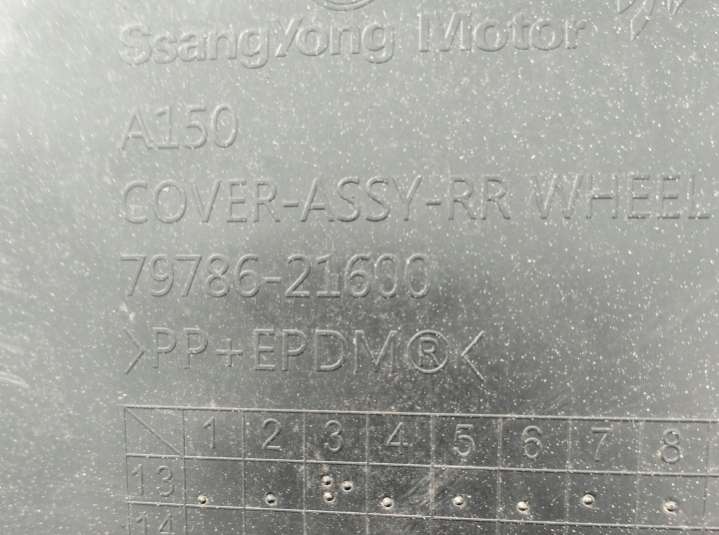 SsangYong Motor
A150
COVER-ASSY-RR WHEEL
79786-21600
>PP+EPDM®<
1 2 3 4 5 6 7 8
13
14